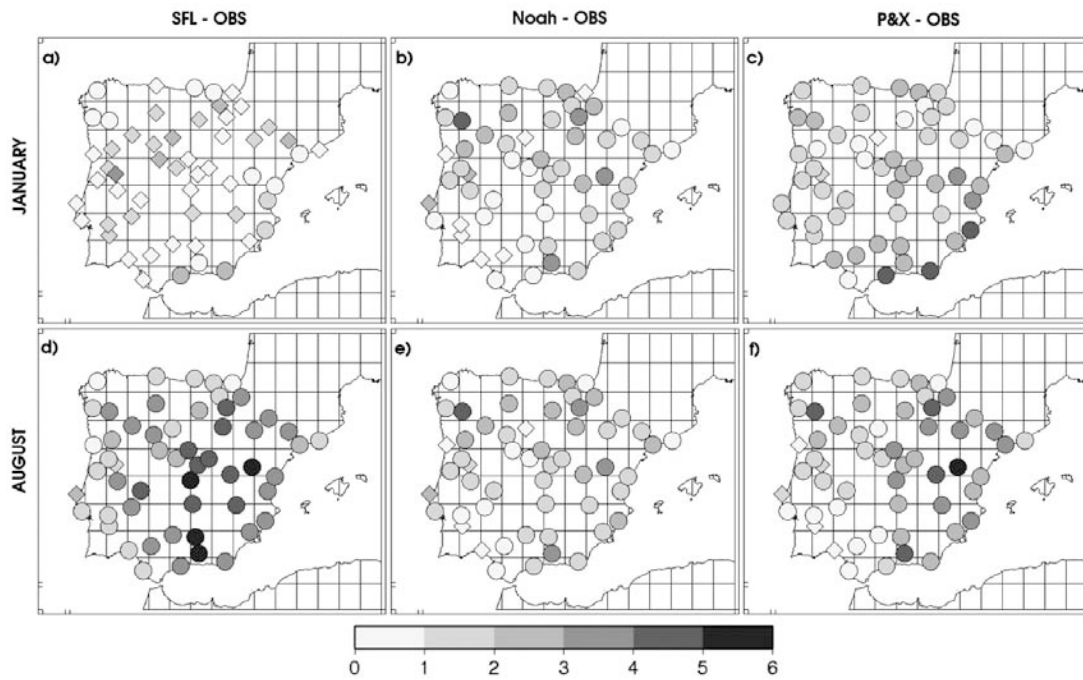 SFL - OBS Noah - OBS P&X - OBS
JANUARY
a) b) c)
AUGUST
d) e) f)
0 1 2 3 4 5 6